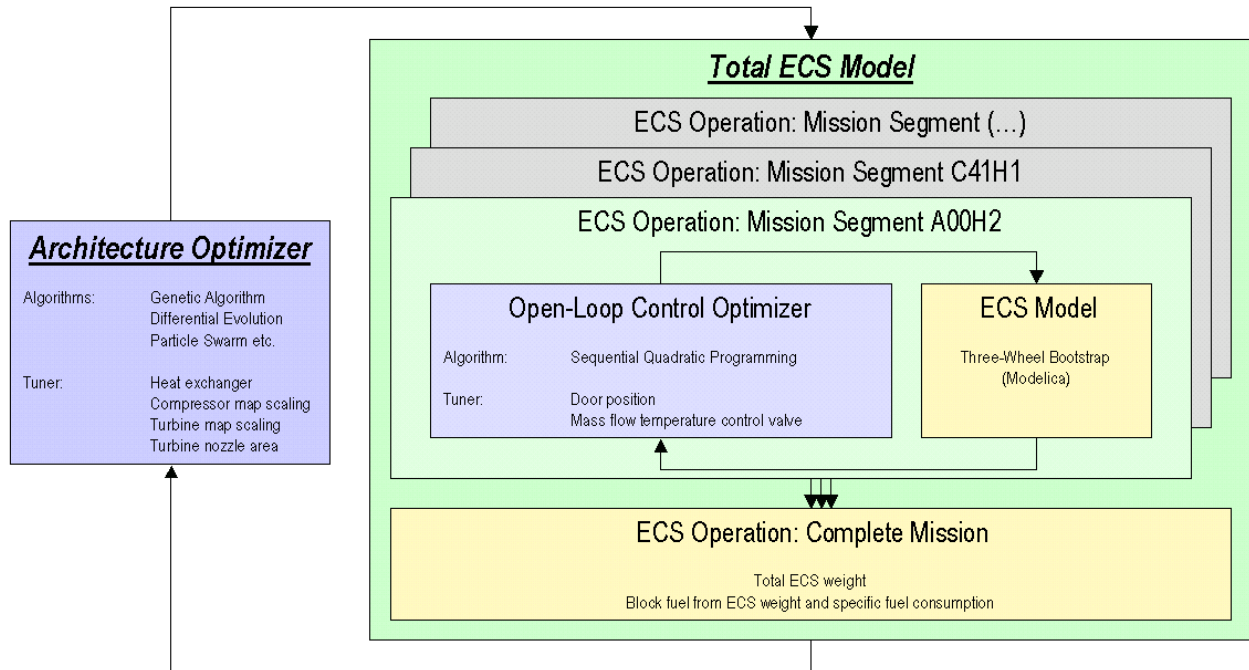 Total ECS Model
ECS Operation: Mission Segment (...)
ECS Operation: Mission Segment C41H1
ECS Operation: Mission Segment A00H2
Architecture Optimizer
Algorithms: Genetic Algorithm
Differential Evolution
Particle Swarm etc.
Tuner: Heat exchanger
Compressor map scaling
Turbine map scaling
Turbine nozzle area
Open-Loop Control Optimizer
Algorithm: Sequential Quadratic Programming
Tuner: Door position
Mass flow temperature control valve
ECS Model
Three-Wheel Bootstrap
(Modelica)
ECS Operation: Complete Mission
Total ECS weight
Block fuel from ECS weight and specific fuel consumption